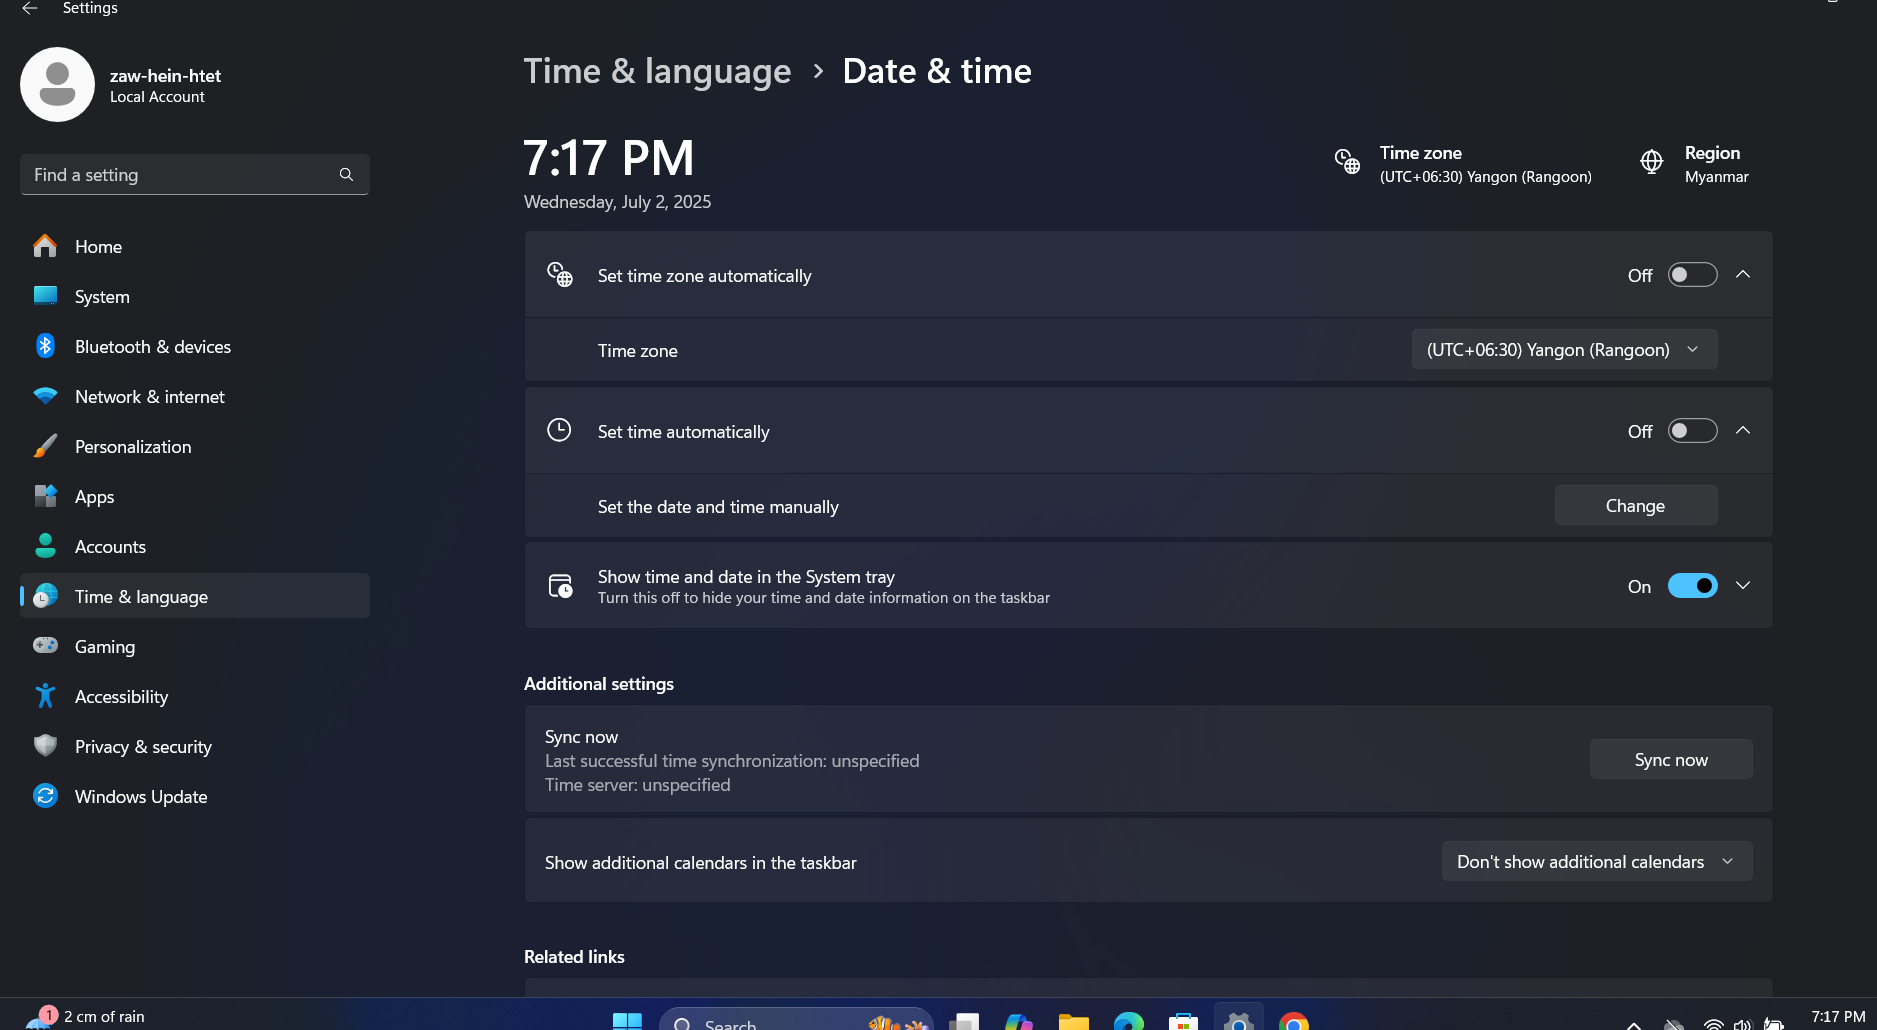 Settings
zaw-hein-htet
Local Account
Find a setting
Home
System
Bluetooth & devices
Network & internet
Personalization
Apps
Accounts
Time & language
Gaming
Accessibility
Privacy & security
Windows Update
Time & language > Date & time
7:17 PM
Wednesday, July 2, 2025
Time zone
(UTC+06:30) Yangon (Rangoon)
Region
Myanmar
Set time zone automatically
Off
Time zone
(UTC+06:30) Yangon (Rangoon)
Set time automatically
Off
Set the date and time manually
Change
Show time and date in the System tray
Turn this off to hide your time and date information on the taskbar
On
Additional settings
Sync now
Last successful time synchronization: unspecified
Time server: unspecified
Sync now
Show additional calendars in the taskbar
Don't show additional calendars
Related links
1
2 cm of rain
Search
7:17 PM